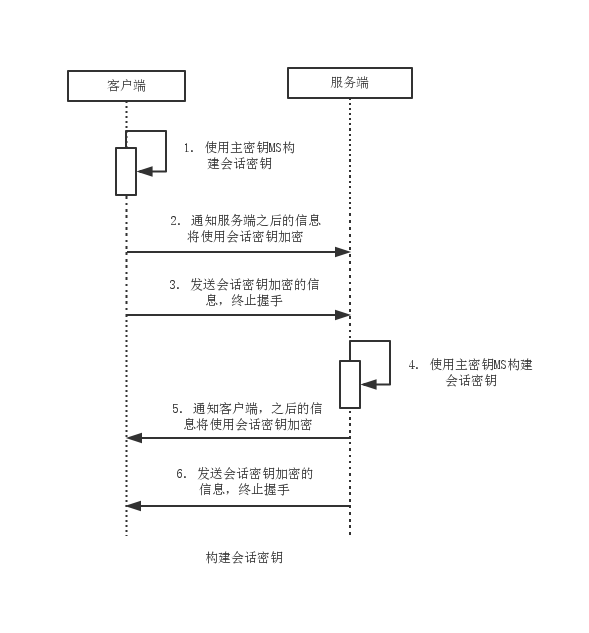 客户端
服务端
1. 使用主密钥MS构
建会话密钥
2. 通知服务端之后的信息
将使用会话密钥加密
3. 发送会话密钥加密的信
息，终止握手
4. 使用主密钥MS构建
会话密钥
5. 通知客户端，之后的信
息将使用会话密钥加密
6. 发送会话密钥加密的
信息，终止握手
构建会话密钥